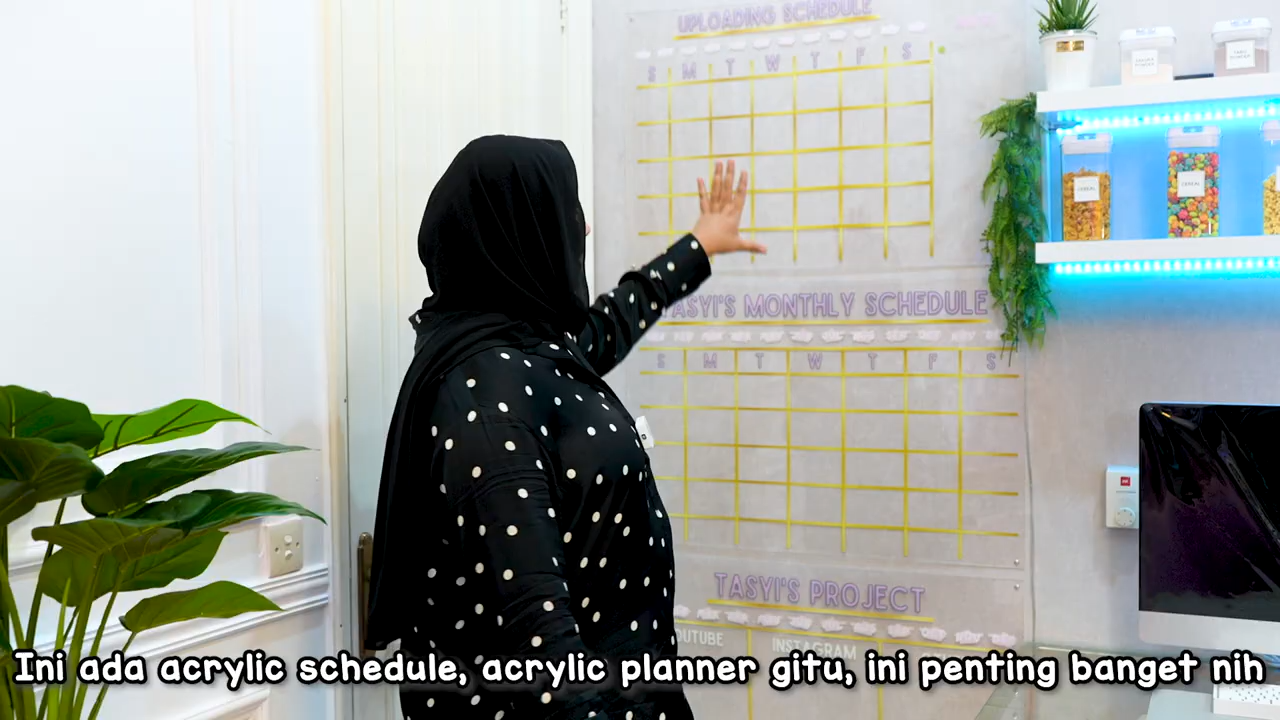 UPLOADING SCHEDULE
S M T W T F S
TASYI'S MONTHLY SCHEDULE
S M T W T F S
TASYI'S PROJECT
INSTAGRAM
CEREAL
CEREAL
Ini ada acrylic schedule, acrylic planner gitu, ini penting banget nih